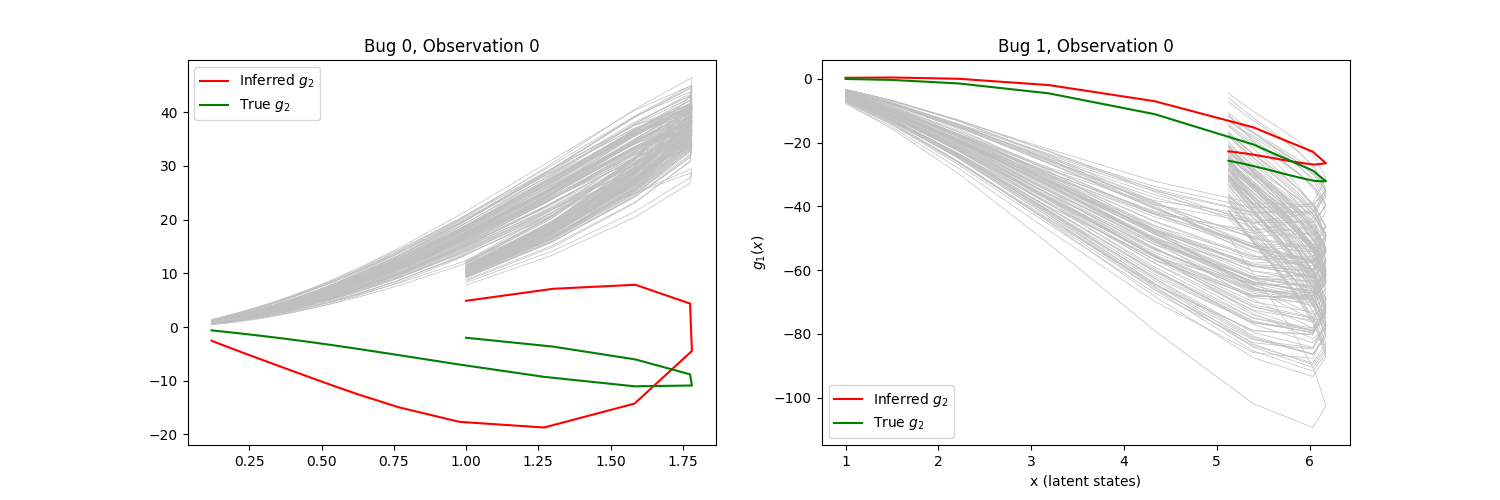 Bug 0, Observation 0
Inferred g₂
True g₂
40
30
20
10
0
−10
−20
0.25 0.50 0.75 1.00 1.25 1.50 1.75
Bug 1, Observation 0
g₁(x)
0
−20
−40
−60
−80
−100
Inferred g₂
True g₂
1 2 3 4 5 6
x (latent states)